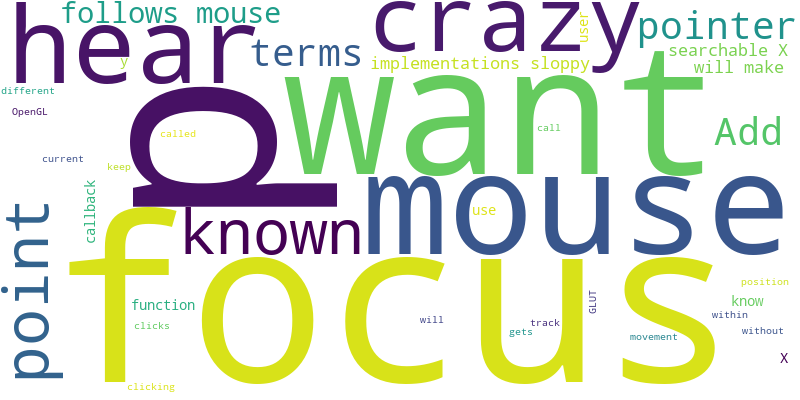 follows mouse
hear
crazy
user
pointer
terms
searchable X
y
implementations sloppy
will make
different
OpenGL
want
p
call
called
Add
current
keep
callback
mouse
known
use
point
focus
function
clicks
GLUT
position
know
within
will
track
gets
movement
without
X
clicking